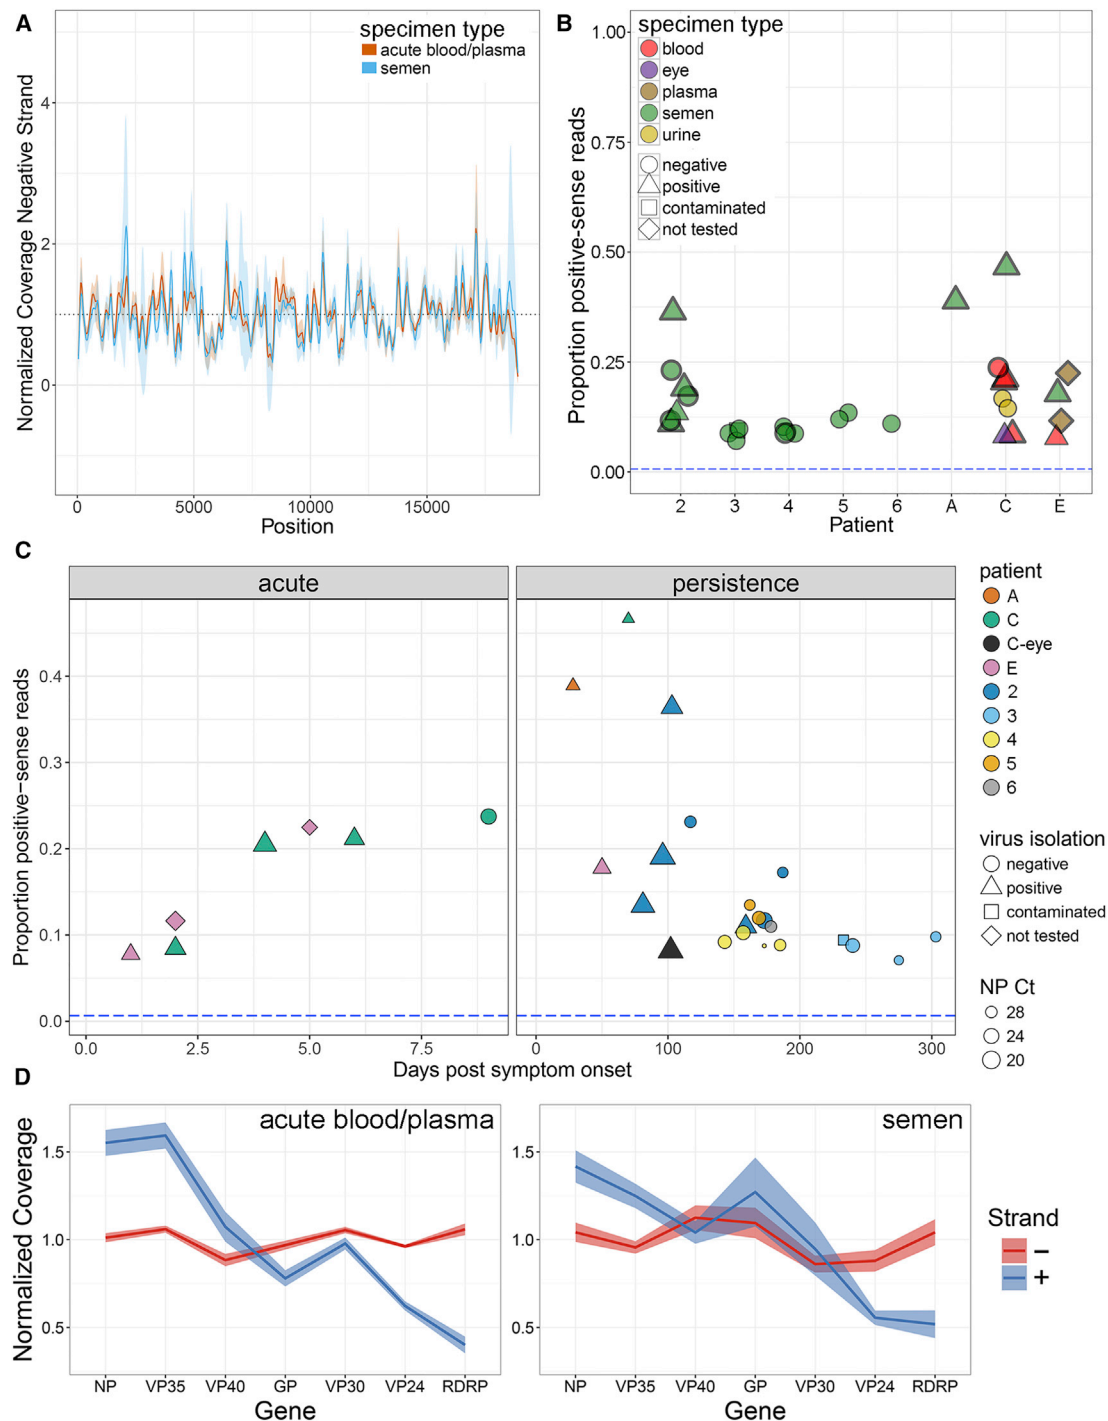 A
specimen type
acute blood/plasma
semen
Normalized Coverage Negative Strand
4
2
0
0
5000
10000
15000
Position
B
specimen type
blood
eye
plasma
semen
urine
negative
positive
contaminated
not tested
Proportion positive-sense reads
1.00
0.75
0.50
0.25
0.00
2
3
4
5
6
A
C
E
Patient
C
acute
persistence
Proportion positive-sense reads
0.4
0.3
0.2
0.1
0.0
0.0
2.5
5.0
7.5
0
100
200
300
Days post symptom onset
patient
A
C
C-eye
E
2
3
4
5
6
virus isolation
negative
positive
contaminated
not tested
NP Ct
28
24
20
D
acute blood/plasma
semen
Normalized Coverage
1.5
1.0
0.5
NP
VP35
VP40
GP
VP30
VP24
RDRP
Gene
1.5
1.0
0.5
NP
VP35
VP40
GP
VP30
VP24
RDRP
Gene
Strand
−
+